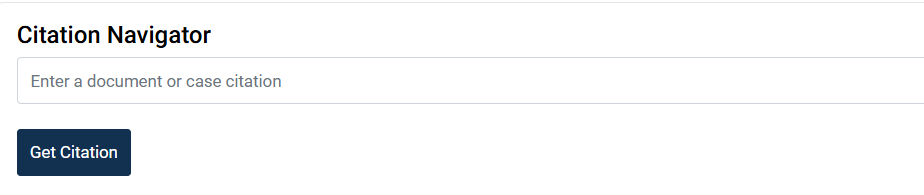 Citation Navigator
Enter a document or case citation
Get Citation